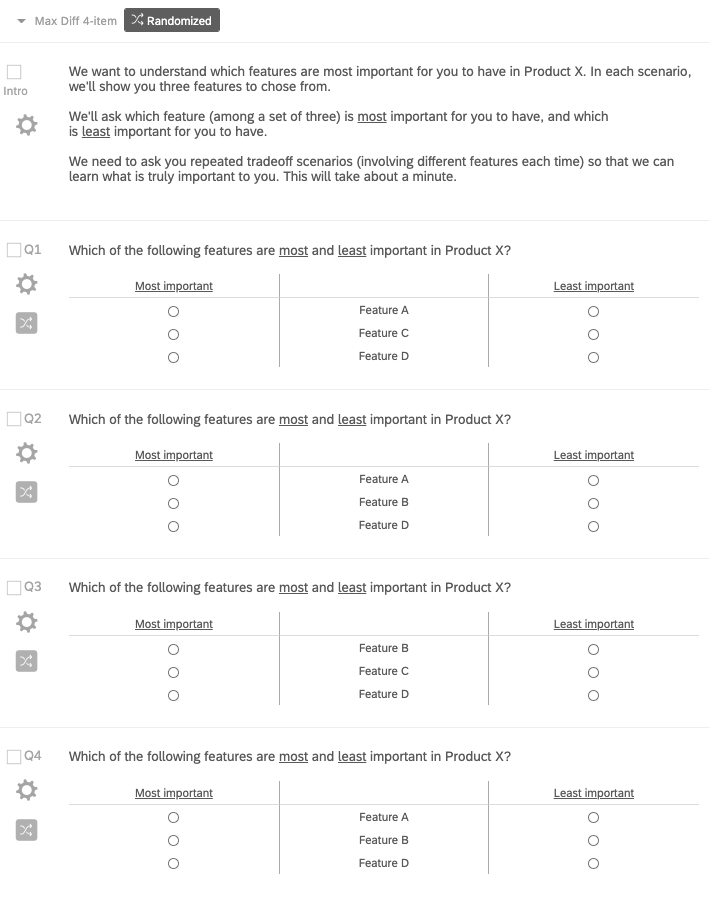 Max Diff 4-item Randomized
We want to understand which features are most important for you to have in Product X. In each scenario,
we'll show you three features to chose from.
Intro
We'll ask which feature (among a set of three) is most important for you to have, and which
is least important for you to have.
We need to ask you repeated tradeoff scenarios (involving different features each time) so that we can
learn what is truly important to you. This will take about a minute.
Q1 Which of the following features are most and least important in Product X?
Most important Least important
Feature A
Feature C
Feature D
Q2 Which of the following features are most and least important in Product X?
Most important Least important
Feature A
Feature B
Feature D
Q3 Which of the following features are most and least important in Product X?
Most important Least important
Feature B
Feature C
Feature D
Q4 Which of the following features are most and least important in Product X?
Most important Least important
Feature A
Feature B
Feature D